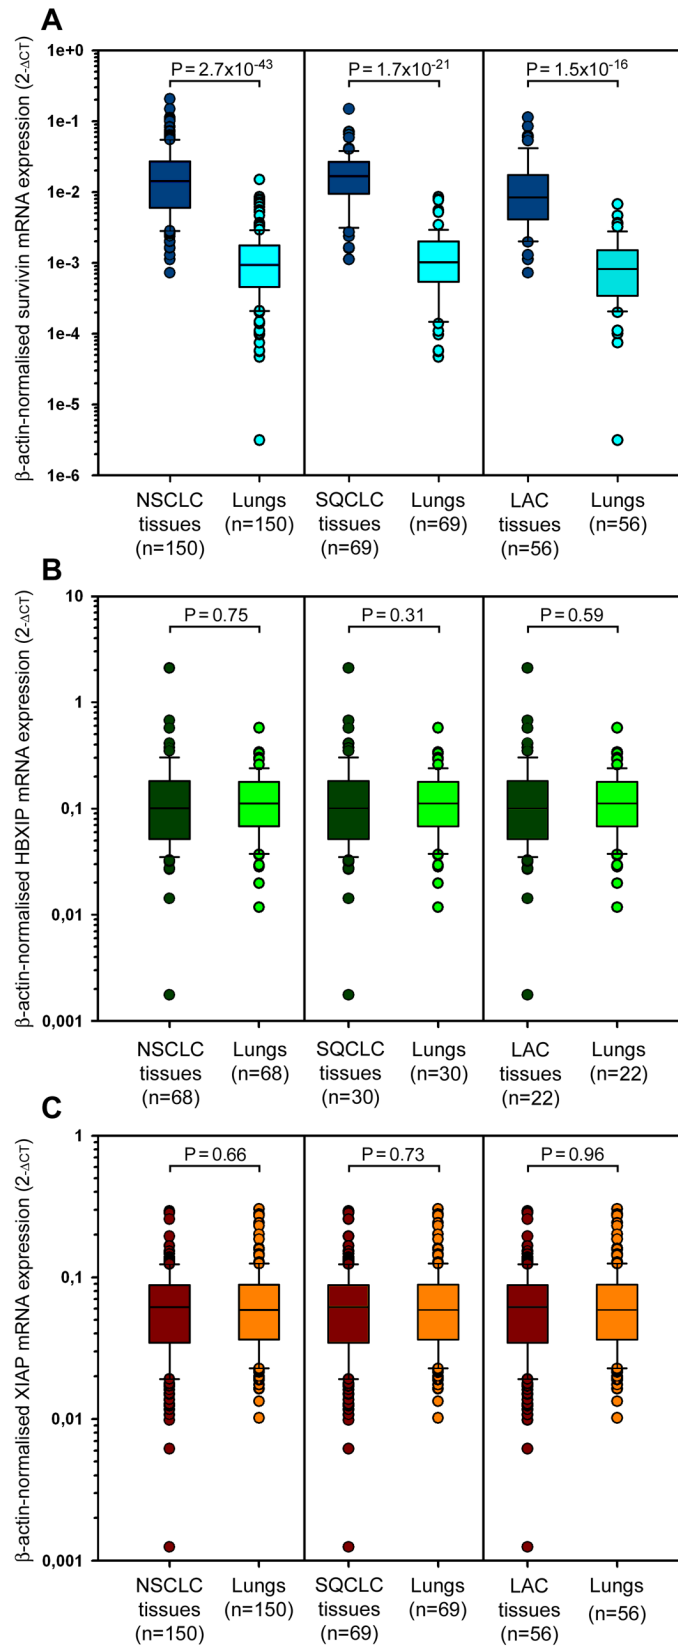 A
β-actin-normalised survivin mRNA expression (2-ΔCT)
1e+0
1e-1
1e-2
1e-3
1e-4
1e-5
1e-6
P = 2.7x10-43
P = 1.7x10-21
P = 1.5x10-16
NSCLC Lungs SQCLC Lungs LAC Lungs
tissues (n=150) tissues (n=69) tissues (n=56)
(n=150) (n=69) (n=56)
B
β-actin-normalised HBXIP mRNA expression (2-ΔCT)
10
1
0,1
0,01
0,001
P = 0.75
P = 0.31
P = 0.59
NSCLC Lungs SQCLC Lungs LAC Lungs
tissues (n=68) tissues (n=30) tissues (n=22)
(n=68) (n=30) (n=22)
C
β-actin-normalised XIAP mRNA expression (2-ΔCT)
1
0,1
0,01
0,001
P = 0.66
P = 0.73
P = 0.96
NSCLC Lungs SQCLC Lungs LAC Lungs
tissues (n=150) tissues (n=69) tissues (n=56)
(n=150) (n=69) (n=56)